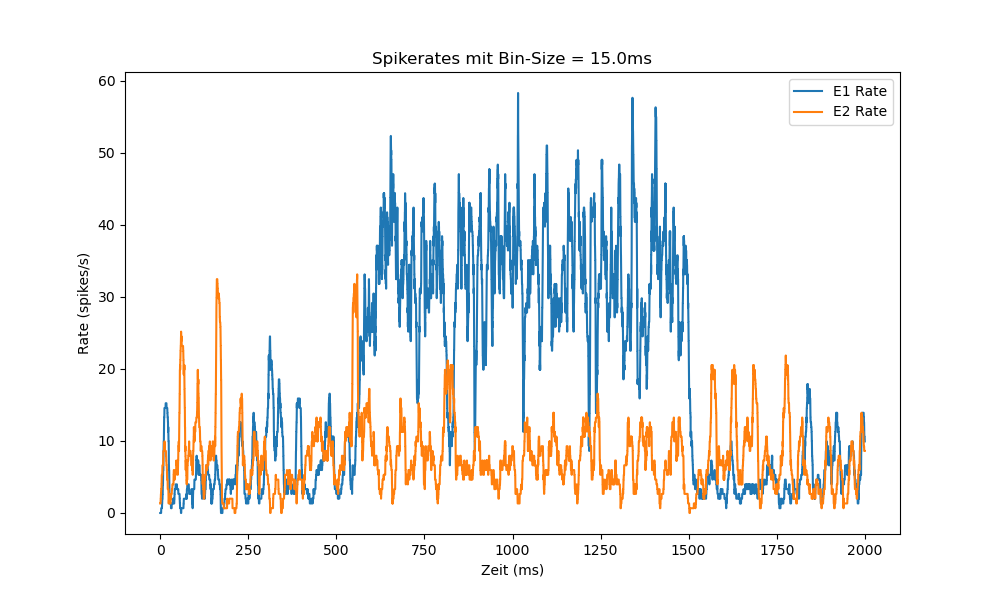 Spikerates mit Bin-Size = 15.0ms
E1 Rate
E2 Rate
60
50
40
30
20
10
0
Rate (spikes/s)
0 250 500 750 1000 1250 1500 1750 2000
Zeit (ms)